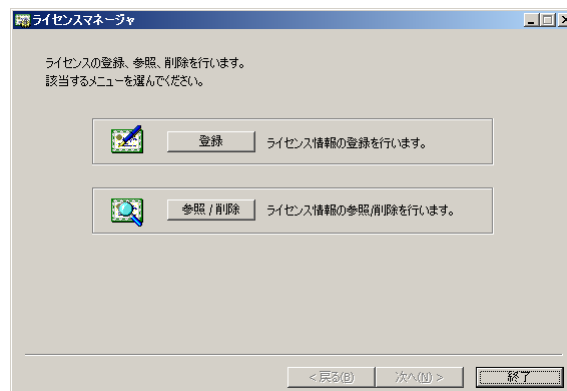 ライセンスマネージャ
ライセンスの登録、参照、削除を行います。
該当するメニューを選んでください。
登録 ライセンス情報の登録を行います。
参照 / 削除 ライセンス情報の参照/削除を行います。
< 戻る(B) 次へ(N) > 終了